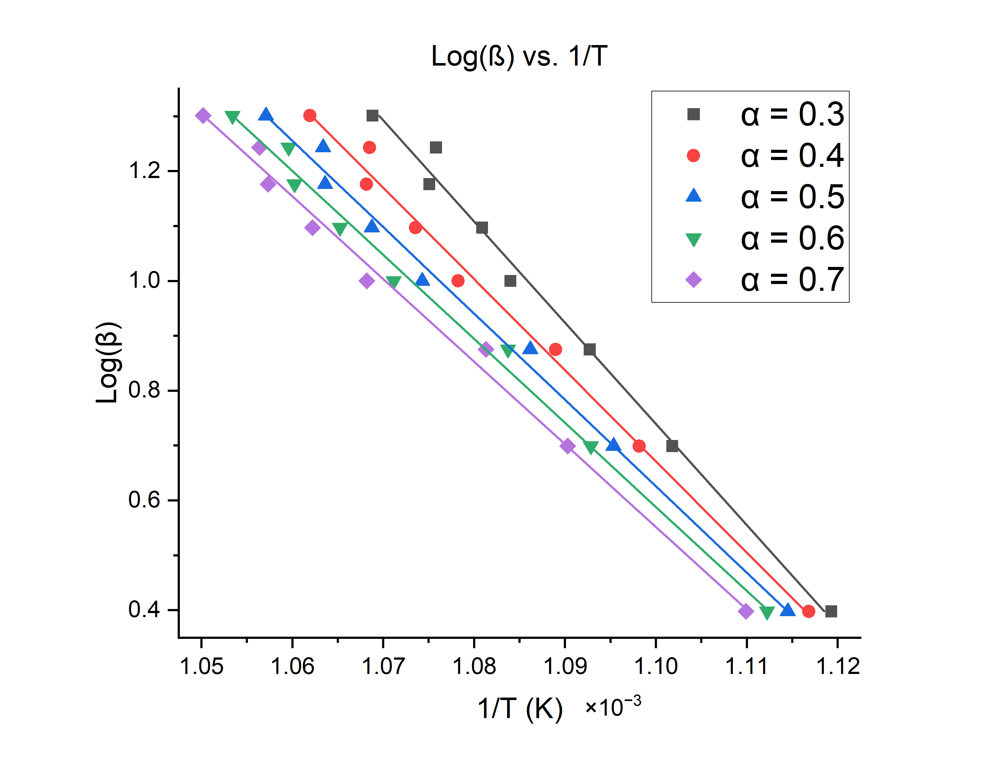 Log(ß) vs. 1/T
α = 0.3
α = 0.4
α = 0.5
α = 0.6
α = 0.7
Log(β)
1.2
1.0
0.8
0.6
0.4
1.05 1.06 1.07 1.08 1.09 1.10 1.11 1.12
1/T (K) ×10⁻³